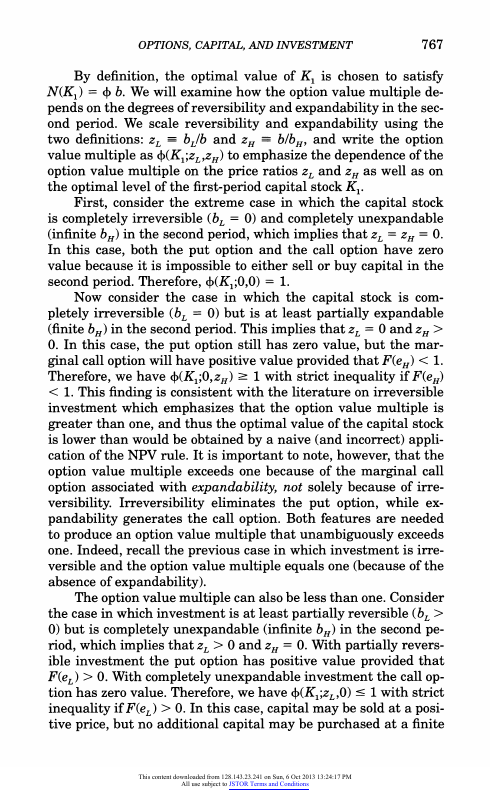 OPTIONS, CAPITAL, AND INVESTMENT 767
By definition, the optimal value of K₁ is chosen to satisfy
N(K₁) = ϕ b. We will examine how the option value multiple de-
pends on the degrees of reversibility and expandability in the sec-
ond period. We scale reversibility and expandability using the
two definitions: z_L ≡ b_L/b and z_H ≡ b/b_H, and write the option
value multiple as ϕ(K₁;z_L,z_H) to emphasize the dependence of the
option value multiple on the price ratios z_L and z_H as well as on
the optimal level of the first-period capital stock K₁.
First, consider the extreme case in which the capital stock
is completely irreversible (b_L = 0) and completely unexpandable
(infinite b_H) in the second period, which implies that z_L = z_H = 0.
In this case, both the put option and the call option have zero
value because it is impossible to either sell or buy capital in the
second period. Therefore, ϕ(K₁;0,0) = 1.
Now consider the case in which the capital stock is com-
pletely irreversible (b_L = 0) but is at least partially expandable
(finite b_H) in the second period. This implies that z_L = 0 and z_H >
0. In this case, the put option still has zero value, but the mar-
ginal call option will have positive value provided that F(e_H) < 1.
Therefore, we have ϕ(K₁;0,z_H) ≥ 1 with strict inequality if F(e_H)
< 1. This finding is consistent with the literature on irreversible
investment which emphasizes that the option value multiple is
greater than one, and thus the optimal value of the capital stock
is lower than would be obtained by a naive (and incorrect) appli-
cation of the NPV rule. It is important to note, however, that the
option value multiple exceeds one because of the marginal call
option associated with expandability, not solely because of irre-
versibility. Irreversibility eliminates the put option, while ex-
pandability generates the call option. Both features are needed
to produce an option value multiple that unambiguously exceeds
one. Indeed, recall the previous case in which investment is irre-
versible and the option value multiple equals one (because of the
absence of expandability).
The option value multiple can also be less than one. Consider
the case in which investment is at least partially reversible (b_L >
0) but is completely unexpandable (infinite b_H) in the second pe-
riod, which implies that z_L > 0 and z_H = 0. With partially revers-
ible investment the put option has positive value provided that
F(e_L) > 0. With completely unexpandable investment the call op-
tion has zero value. Therefore, we have ϕ(K₁;z_L,0) ≤ 1 with strict
inequality if F(e_L) > 0. In this case, capital may be sold at a posi-
tive price, but no additional capital may be purchased at a finite
This content downloaded from 128.143.23.241 on Sun, 6 Oct 2013 13:24:17 PM
All use subject to JSTOR Terms and Conditions